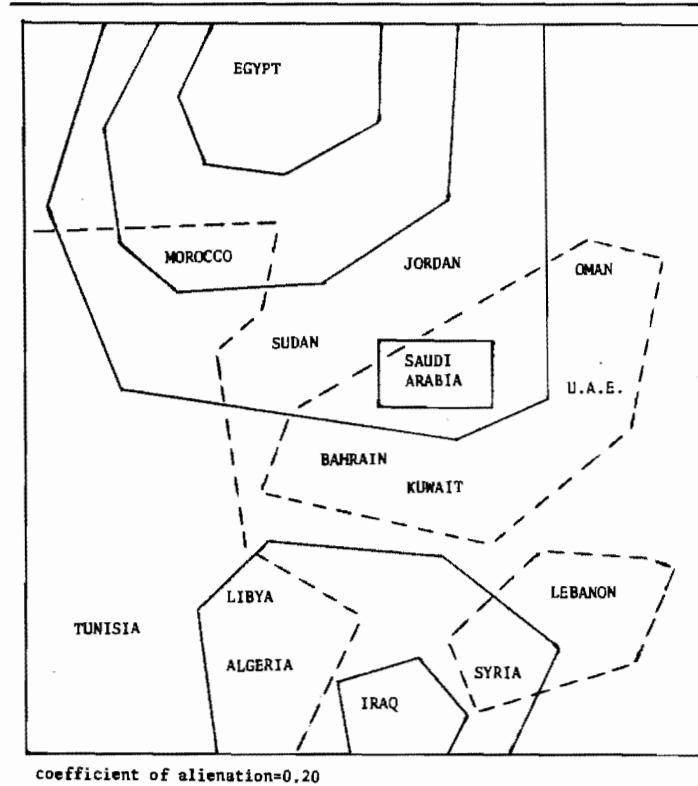 EGYPT
MOROCCO
JORDAN
OMAN
SUDAN
SAUDI
ARABIA
U.A.E.
BAHRAIN
KUWAIT
LIBYA
LEBANON
TUNISIA
ALGERIA
SYRIA
IRAQ
coefficient of alienation=0.20